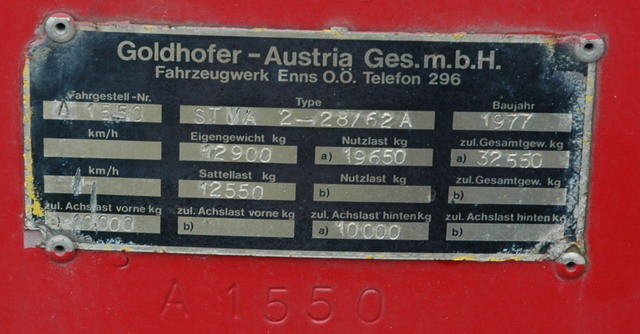 Goldhofer - Austria Ges.m.b.H.
Fahrzeugwerk Enns O.Ö. Telefon 296
Fahrgestell-Nr. Type Baujahr
A 1550 STVA 2-28/62A 1977
km/h Eigengewicht kg Nutzlast kg zul.Gesamtgew. kg
12900 a) 19650 a) 32550
km/h Sattellast kg Nutzlast kg zul.Gesamtgew. kg
12550 b) b)
zul. Achslast vorne kg zul. Achslast vorne kg zul. Achslast hinten kg zul. Achslast hinten kg
b) a) 10000 b)
A 1550